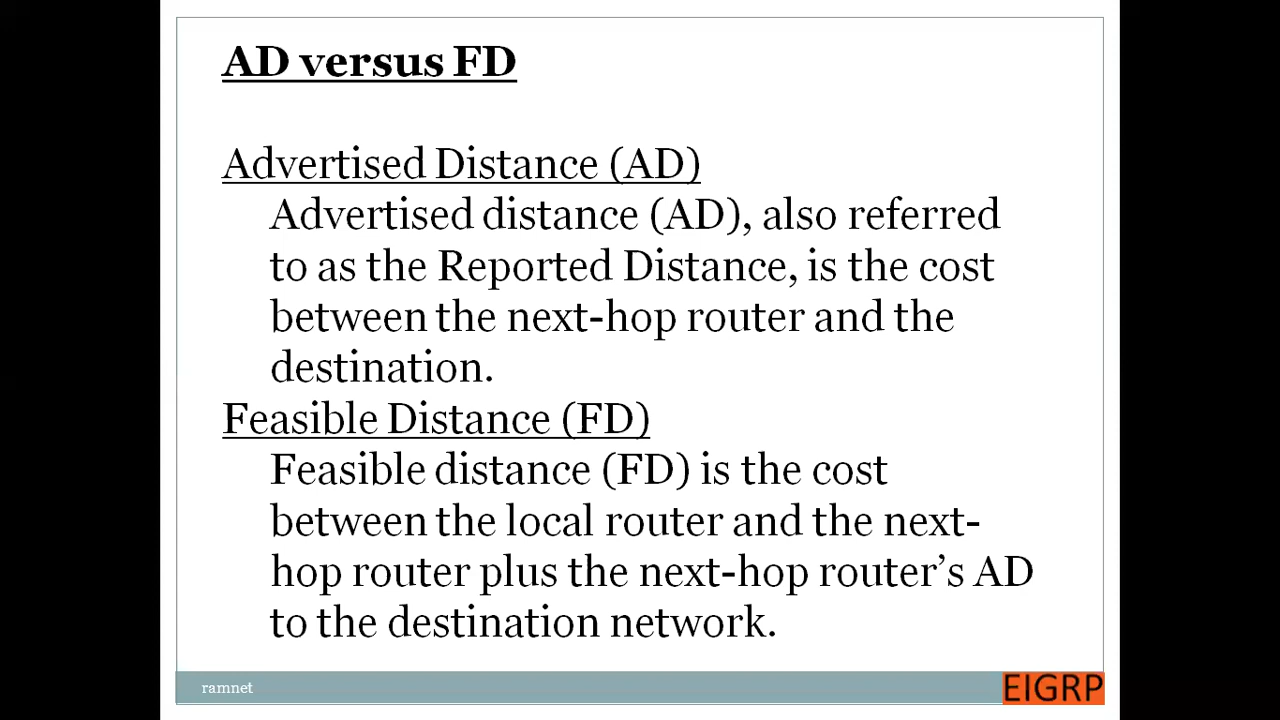 AD versus FD
Advertised Distance (AD)
Advertised distance (AD), also referred
to as the Reported Distance, is the cost
between the next-hop router and the
destination.
Feasible Distance (FD)
Feasible distance (FD) is the cost
between the local router and the next-
hop router plus the next-hop router’s AD
to the destination network.
ramnet
EIGRP